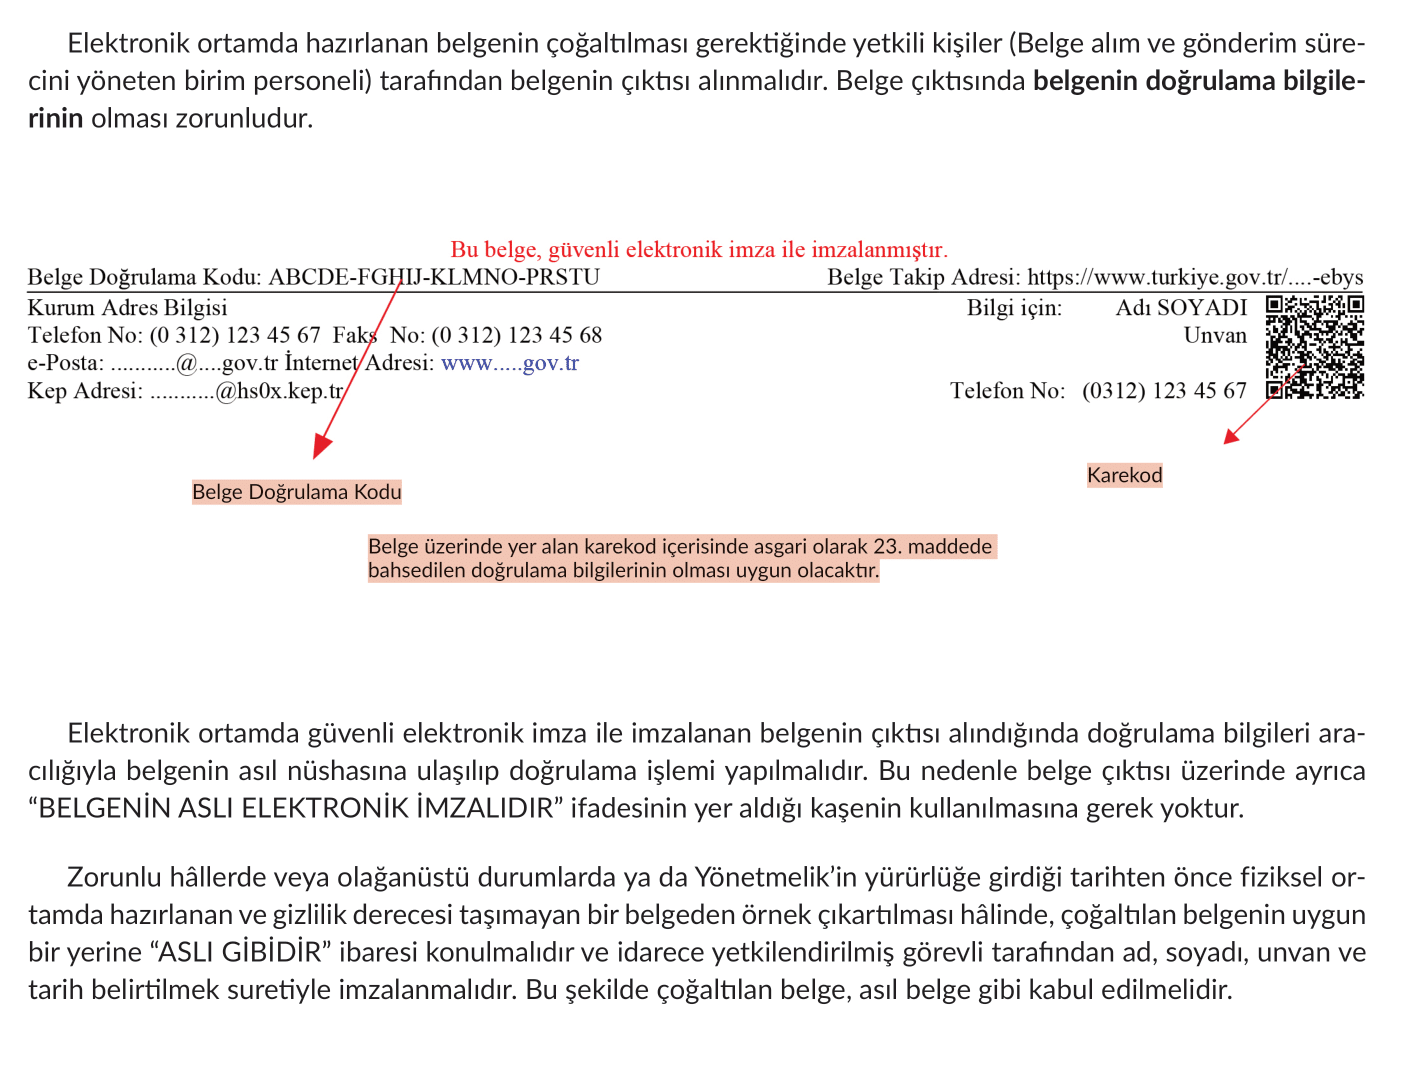 Elektronik ortamda hazırlanan belgenin çoğaltılması gerektiğinde yetkili kişiler (Belge alım ve gönderim süre-
cini yöneten birim personeli) tarafından belgenin çıktısı alınmalıdır. Belge çıktısında belgenin doğrulama bilgile-
rinin olması zorunludur.
Bu belge, güvenli elektronik imza ile imzalanmıştır.
Belge Doğrulama Kodu: ABCDE-FGHIJ-KLMNO-PRSTU Belge Takip Adresi: https://www.turkiye.gov.tr/....-ebys
Kurum Adres Bilgisi Bilgi için: Adı SOYADI
Telefon No: (0 312) 123 45 67 Faks No: (0 312) 123 45 68 Unvan
e-Posta: ...........@....gov.tr İnternet Adresi: www.....gov.tr
Kep Adresi: ...........@hs0x.kep.tr Telefon No: (0312) 123 45 67
Karekod
Belge Doğrulama Kodu
Belge üzerinde yer alan karekod içerisinde asgari olarak 23. maddede
bahsedilen doğrulama bilgilerinin olması uygun olacaktır.
Elektronik ortamda güvenli elektronik imza ile imzalanan belgenin çıktısı alındığında doğrulama bilgileri ara-
cılığıyla belgenin asıl nüshasına ulaşılıp doğrulama işlemi yapılmalıdır. Bu nedenle belge çıktısı üzerinde ayrıca
“BELGENİN ASLI ELEKTRONİK İMZALIDIR” ifadesinin yer aldığı kaşenin kullanılmasına gerek yoktur.
Zorunlu hâllerde veya olağanüstü durumlarda ya da Yönetmelik’in yürürlüğe girdiği tarihten önce fiziksel or-
tamda hazırlanan ve gizlilik derecesi taşımayan bir belgeden örnek çıkartılması hâlinde, çoğaltılan belgenin uygun
bir yerine “ASLI GİBİDİR” ibaresi konulmalıdır ve idarece yetkilendirilmiş görevli tarafından ad, soyadı, unvan ve
tarih belirtilmek suretiyle imzalanmalıdır. Bu şekilde çoğaltılan belge, asıl belge gibi kabul edilmelidir.